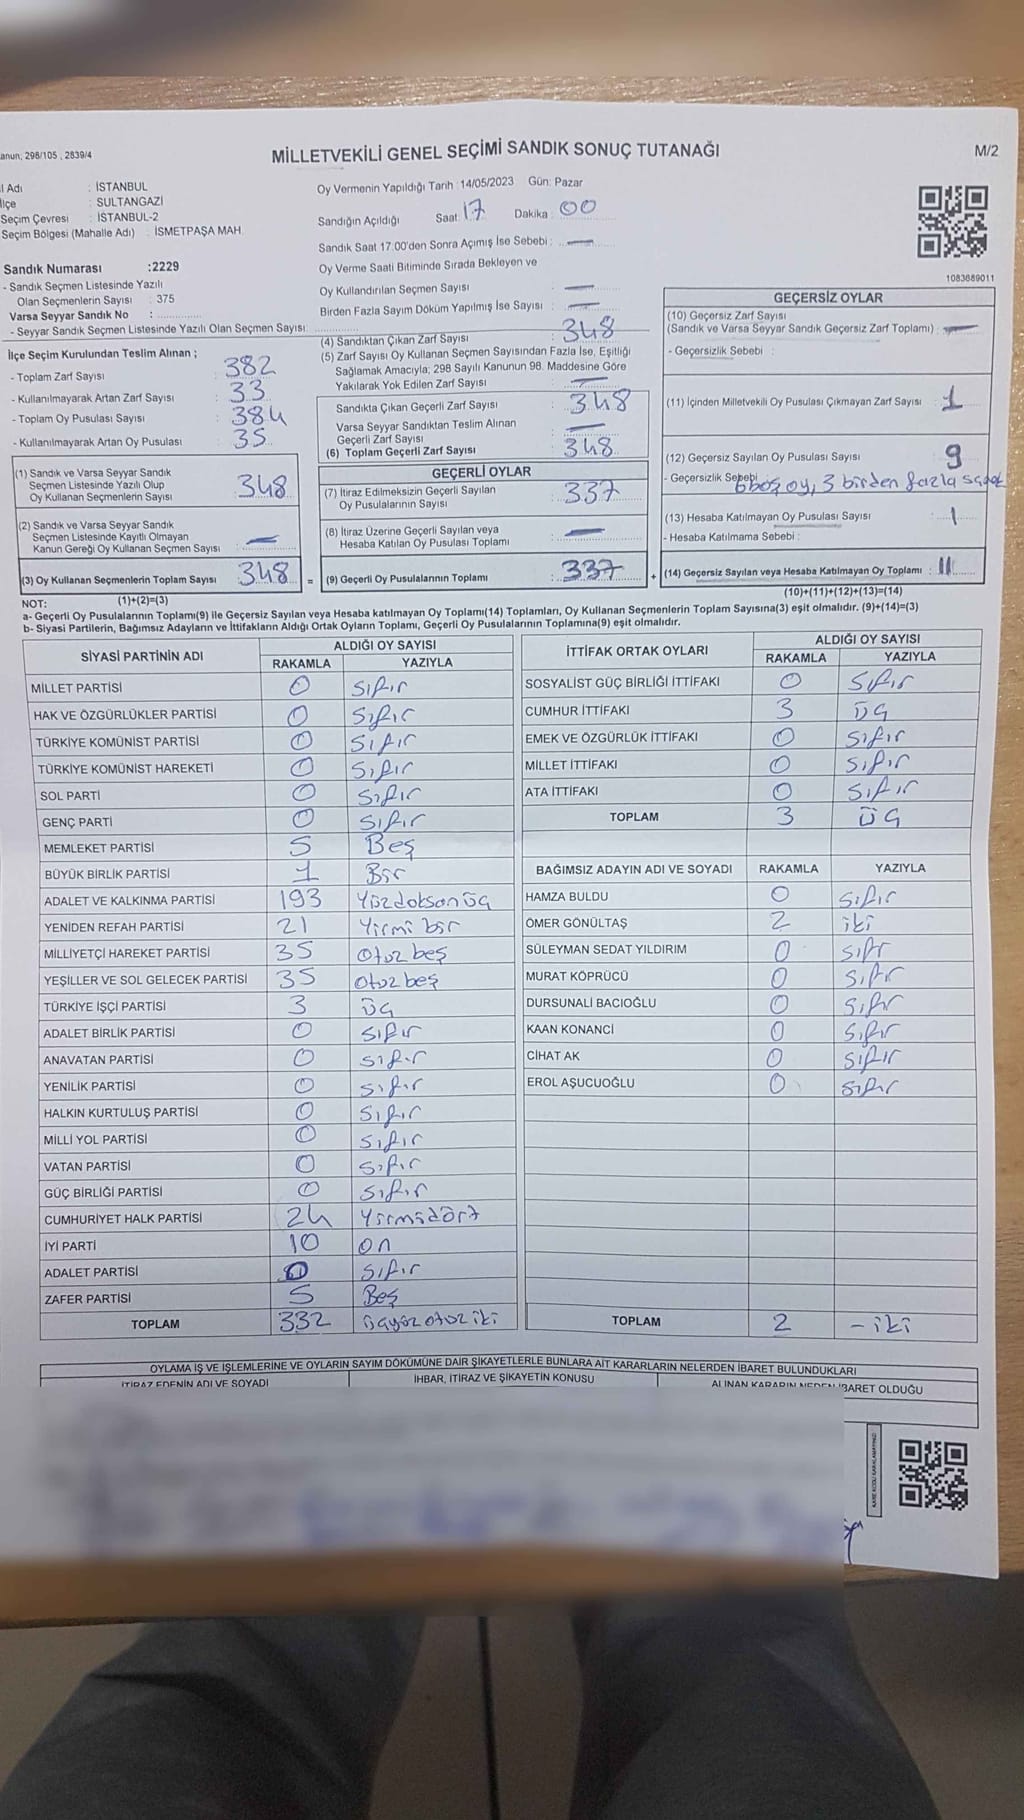 anun; 298/105 , 2839/4
MİLLETVEKİLİ GENEL SEÇİMİ SANDIK SONUÇ TUTANAĞI
M/2
l Adı : İSTANBUL
lçe : SULTANGAZİ
Seçim Çevresi : İSTANBUL-2
Seçim Bölgesi (Mahalle Adı) : İSMETPAŞA MAH.
Sandık Numarası :2229
- Sandık Seçmen Listesinde Yazılı
Olan Seçmenlerin Sayısı : 375
Varsa Seyyar Sandık No :
- Seyyar Sandık Seçmen Listesinde Yazılı Olan Seçmen Sayısı:
Oy Vermenin Yapıldığı Tarih :14/05/2023 Gün: Pazar
Sandığın Açıldığı Saat: 17 Dakika : 00
Sandık Saat 17.00'den Sonra Açımış İse Sebebi : —
Oy Verme Saati Bitiminde Sırada Bekleyen ve
Oy Kullandırılan Seçmen Sayısı : —
Birden Fazla Sayım Döküm Yapılmış İse Sayısı : —
1083689011
İlçe Seçim Kurulundan Teslim Alınan ;
- Toplam Zarf Sayısı : 382
- Kullanılmayarak Artan Zarf Sayısı : 33
- Toplam Oy Pusulası Sayısı : 384
- Kullanılmayarak Artan Oy Pusulası : 35
(1) Sandık ve Varsa Seyyar Sandık
Seçmen Listesinde Yazılı Olup
Oy Kullanan Seçmenlerin Sayısı : 348
(2) Sandık ve Varsa Seyyar Sandık
Seçmen Listesinde Kayıtlı Olmayan
Kanun Gereği Oy Kullanan Seçmen Sayısı : —
(3) Oy Kullanan Seçmenlerin Toplam Sayısı : 348 =
(4) Sandıktan Çıkan Zarf Sayısı : 348
(5) Zarf Sayısı Oy Kullanan Seçmen Sayısından Fazla İse, Eşitliği
Sağlamak Amacıyla; 298 Sayılı Kanunun 98. Maddesine Göre
Yakılarak Yok Edilen Zarf Sayısı : —
Sandıkta Çıkan Geçerli Zarf Sayısı : 348
Varsa Seyyar Sandıktan Teslim Alınan
Geçerli Zarf Sayısı : —
(6) Toplam Geçerli Zarf Sayısı : 348
GEÇERLİ OYLAR
(7) İtiraz Edilmeksizin Geçerli Sayılan
Oy Pusulalarının Sayısı : 337
(8) İtiraz Üzerine Geçerli Sayılan veya
Hesaba Katılan Oy Pusulası Toplamı : —
(9) Geçerli Oy Pusulalarının Toplamı : 337 +
GEÇERSİZ OYLAR
(10) Geçersiz Zarf Sayısı
(Sandık ve Varsa Seyyar Sandık Geçersiz Zarf Toplamı) : —
- Geçersizlik Sebebi :
(11) İçinden Milletvekili Oy Pusulası Çıkmayan Zarf Sayısı : 1
(12) Geçersiz Sayılan Oy Pusulası Sayısı : 9
- Geçersizlik Sebebi 6 boş oy, 3 birden fazla
(13) Hesaba Katılmayan Oy Pusulası Sayısı : 1
- Hesaba Katılmama Sebebi :
(14) Geçersiz Sayılan veya Hesaba Katılmayan Oy Toplamı : 11
NOT: (1)+(2)=(3)
(10)+(11)+(12)+(13)=(14)
a- Geçerli Oy Pusulalarının Toplamı(9) ile Geçersiz Sayılan veya Hesaba katılmayan Oy Toplamı(14) Toplamları, Oy Kullanan Seçmenlerin Toplam Sayısına(3) eşit olmalıdır. (9)+(14)=(3)
b- Siyasi Partilerin, Bağımsız Adayların ve İttifakların Aldığı Ortak Oyların Toplamı, Geçerli Oy Pusulalarının Toplamına(9) eşit olmalıdır.
SİYASİ PARTİNİN ADI ALDIĞI OY SAYISI
RAKAMLA YAZIYLA
MİLLET PARTİSİ 0 Sıfır
HAK VE ÖZGÜRLÜKLER PARTİSİ 0 Sıfır
TÜRKİYE KOMÜNİST PARTİSİ 0 Sıfır
TÜRKİYE KOMÜNİST HAREKETİ 0 Sıfır
SOL PARTİ 0 Sıfır
GENÇ PARTİ 0 Sıfır
MEMLEKET PARTİSİ 5 Beş
BÜYÜK BİRLİK PARTİSİ 1 Bir
ADALET VE KALKINMA PARTİSİ 193 Yüzdoksanüç
YENİDEN REFAH PARTİSİ 21 Yirmi bir
MİLLİYETÇİ HAREKET PARTİSİ 35 Otuz beş
YEŞİLLER VE SOL GELECEK PARTİSİ 35 Otuz beş
TÜRKİYE İŞÇİ PARTİSİ 3 Üç
ADALET BİRLİK PARTİSİ 0 Sıfır
ANAVATAN PARTİSİ 0 Sıfır
YENİLİK PARTİSİ 0 Sıfır
HALKIN KURTULUŞ PARTİSİ 0 Sıfır
MİLLİ YOL PARTİSİ 0 Sıfır
VATAN PARTİSİ 0 Sıfır
GÜÇ BİRLİĞİ PARTİSİ 0 Sıfır
CUMHURİYET HALK PARTİSİ 24 Yirmidört
İYİ PARTİ 10 On
ADALET PARTİSİ 0 Sıfır
ZAFER PARTİSİ 5 Beş
TOPLAM 332 üçyüz otuz iki
İTTİFAK ORTAK OYLARI ALDIĞI OY SAYISI
RAKAMLA YAZIYLA
SOSYALİST GÜÇ BİRLİĞİ İTTİFAKI 0 Sıfır
CUMHUR İTTİFAKI 3 Üç
EMEK VE ÖZGÜRLÜK İTTİFAKI 0 Sıfır
MİLLET İTTİFAKI 0 Sıfır
ATA İTTİFAKI 0 Sıfır
TOPLAM 3 Üç
BAĞIMSIZ ADAYIN ADI VE SOYADI RAKAMLA YAZIYLA
HAMZA BULDU 0 Sıfır
ÖMER GÖNÜLTAŞ 2 iki
SÜLEYMAN SEDAT YILDIRIM 0 Sıfır
MURAT KÖPRÜCÜ 0 Sıfır
DURSUNALİ BACIOĞLU 0 Sıfır
KAAN KONANCİ 0 Sıfır
CİHAT AK 0 Sıfır
EROL AŞUCUOĞLU 0 Sıfır
TOPLAM 2 - iki
OYLAMA İŞ VE İŞLEMLERİNE VE OYLARIN SAYIM DÖKÜMÜNE DAİR ŞİKAYETLERLE BUNLARA AİT KARARLARIN NELERDEN İBARET BULUNDUKLARI
İTİRAZ EDENİN ADI VE SOYADI İHBAR, İTİRAZ VE ŞİKAYETİN KONUSU ALINAN KARARIN NEDEN İBARET OLDUĞU